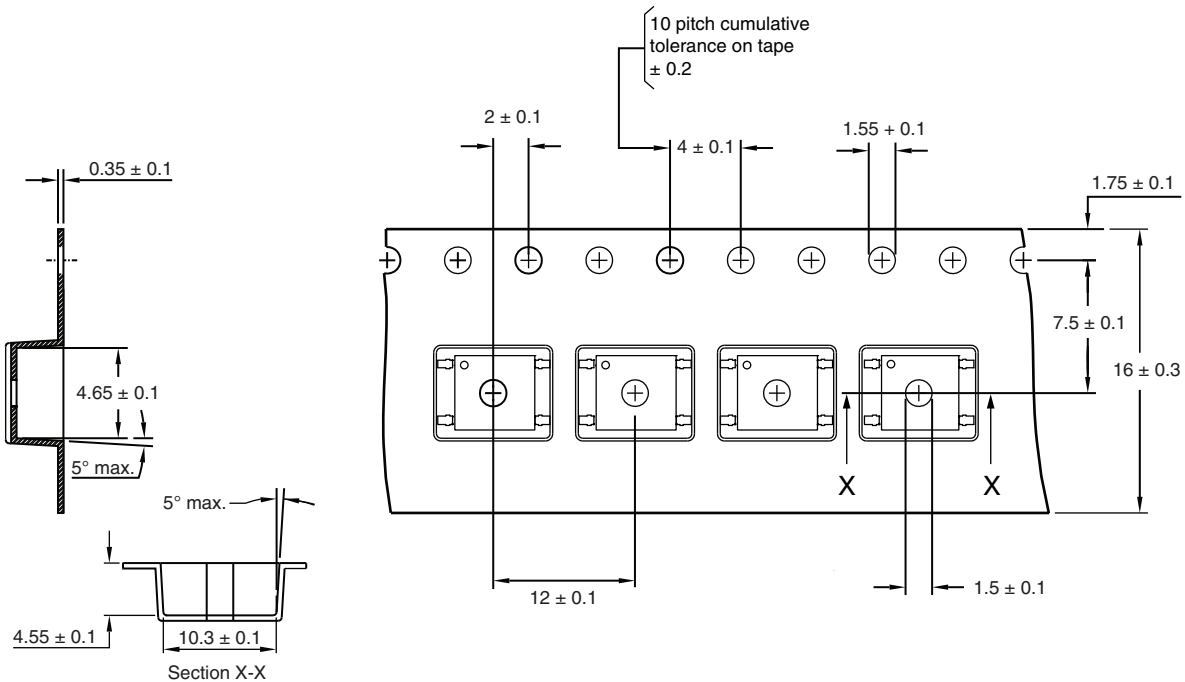 10 pitch cumulative
tolerance on tape
± 0.2
2 ± 0.1
4 ± 0.1
1.55 + 0.1
0.35 ± 0.1
1.75 ± 0.1
7.5 ± 0.1
16 ± 0.3
4.65 ± 0.1
5° max.
X
X
5° max.
12 ± 0.1
1.5 ± 0.1
4.55 ± 0.1
10.3 ± 0.1
Section X-X